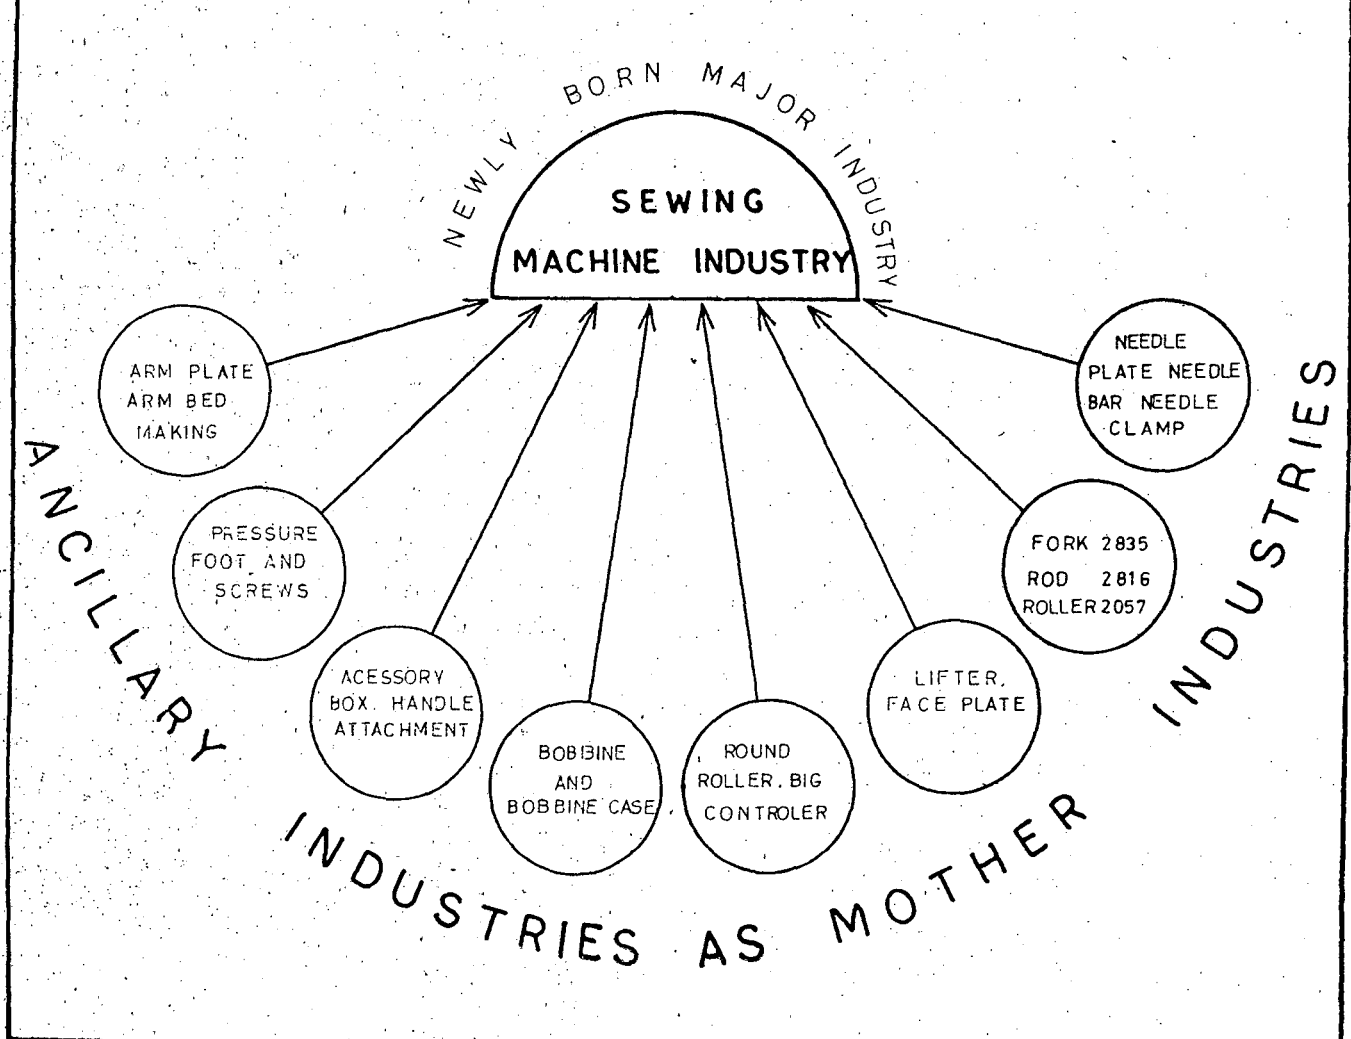 NEWLY BORN MAJOR INDUSTRY
SEWING
MACHINE INDUSTRY
ARM PLATE
ARM BED
MAKING
PRESSURE
FOOT AND
SCREWS
ACESSORY
BOX. HANDLE
ATTACHMENT
BOBBINE
AND
BOBBINE CASE
ROUND
ROLLER. BIG
CONTROLER
LIFTER.
FACE PLATE
FORK 2835
ROD 2816
ROLLER 2057
NEEDLE
PLATE NEEDLE
BAR NEEDLE
CLAMP
ANCILLARY INDUSTRIES AS MOTHER INDUSTRIES